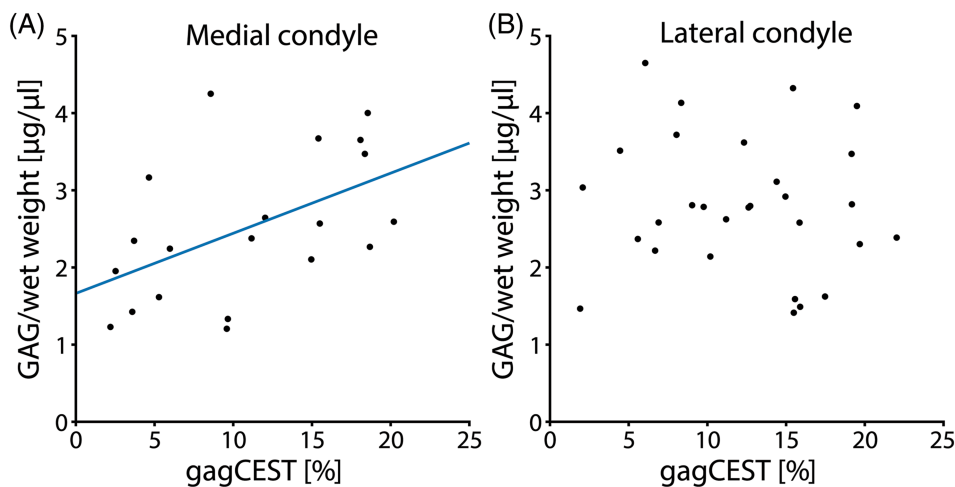 (A)
Medial condyle
GAG/wet weight [µg/µl]
5
4
3
2
1
0
0 5 10 15 20 25
gagCEST [%]
(B)
Lateral condyle
GAG/wet weight [µg/µl]
5
4
3
2
1
0
0 5 10 15 20 25
gagCEST [%]